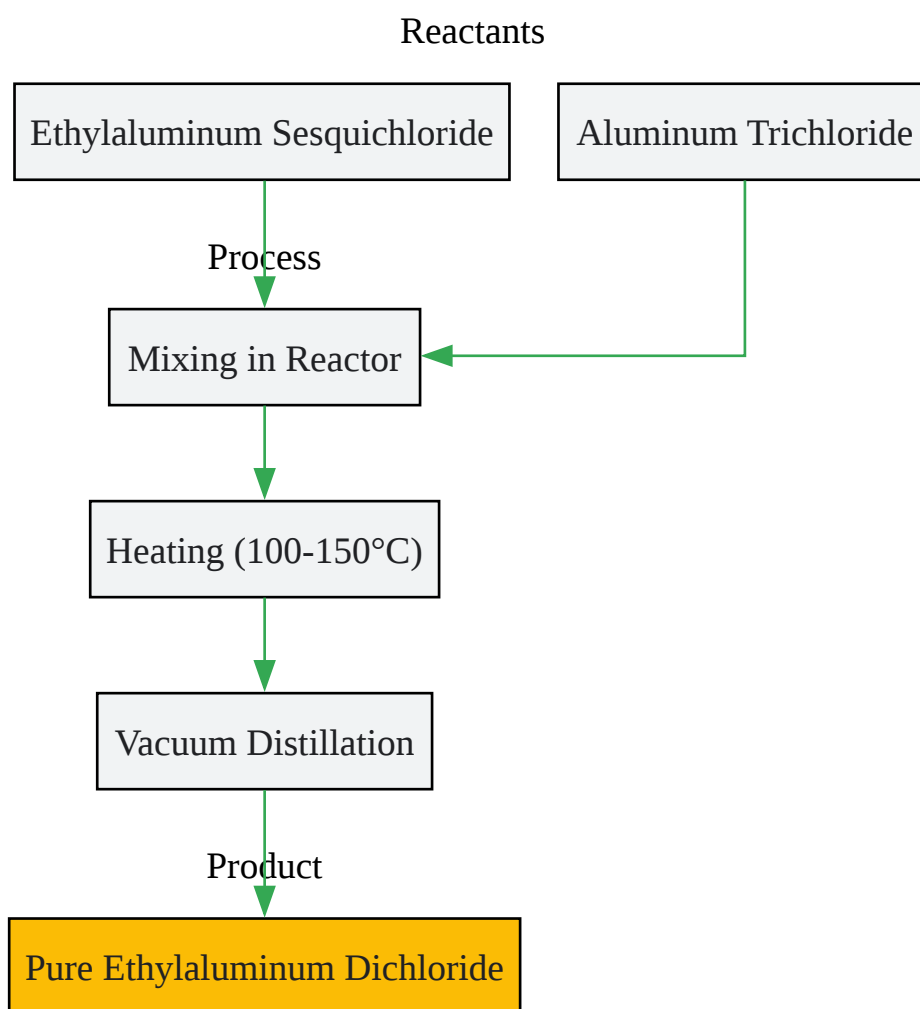 Reactants
Ethylaluminum Sesquichloride
Aluminum Trichloride
Process
Mixing in Reactor
Heating (100-150°C)
Vacuum Distillation
Product
Pure Ethylaluminum Dichloride